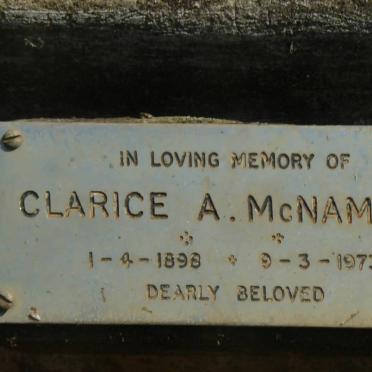 IN LOVING MEMORY OF
CLARICE A. McNAM
1-4-1898 9-3-197
DEARLY BELOVED